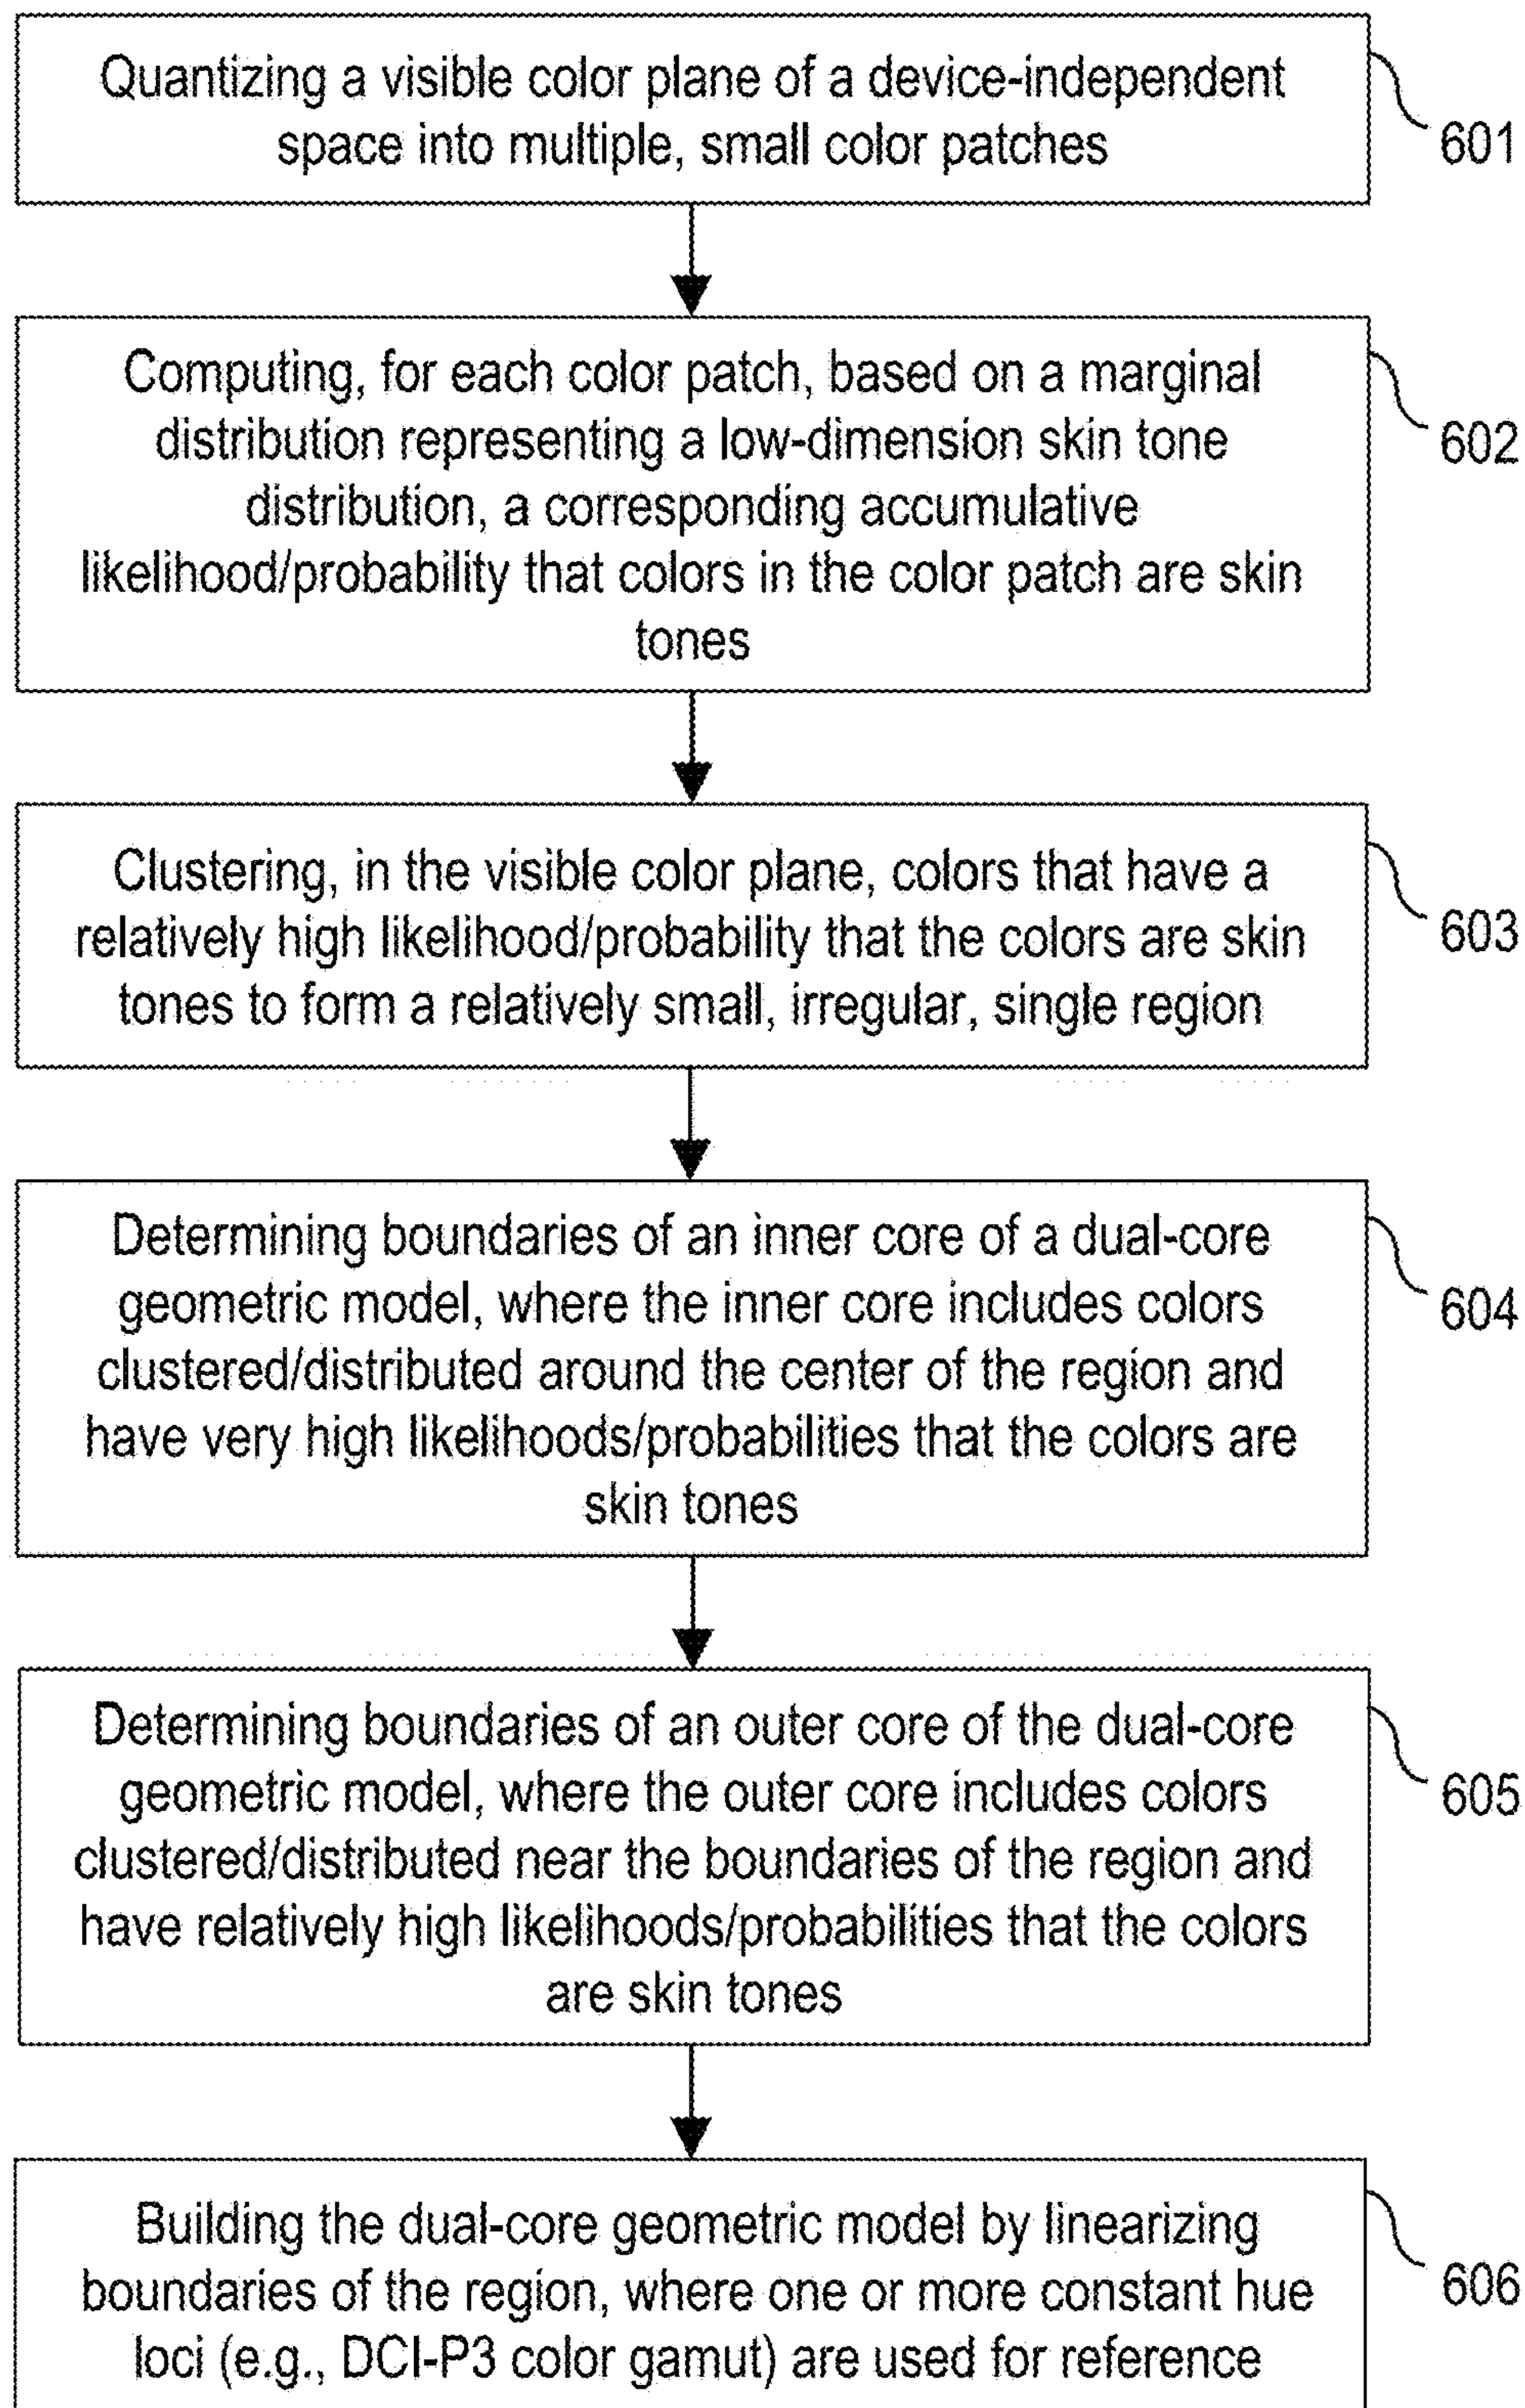 Quantizing a visible color plane of a device-independent
space into multiple, small color patches
601
Computing, for each color patch, based on a marginal
distribution representing a low-dimension skin tone
distribution, a corresponding accumulative
likelihood/probability that colors in the color patch are skin
tones
602
Clustering, in the visible color plane, colors that have a
relatively high likelihood/probability that the colors are skin
tones to form a relatively small, irregular, single region
603
Determining boundaries of an inner core of a dual-core
geometric model, where the inner core includes colors
clustered/distributed around the center of the region and
have very high likelihoods/probabilities that the colors are
skin tones
604
Determining boundaries of an outer core of the dual-core
geometric model, where the outer core includes colors
clustered/distributed near the boundaries of the region and
have relatively high likelihoods/probabilities that the colors
are skin tones
605
Building the dual-core geometric model by linearizing
boundaries of the region, where one or more constant hue
loci (e.g., DCI-P3 color gamut) are used for reference
606